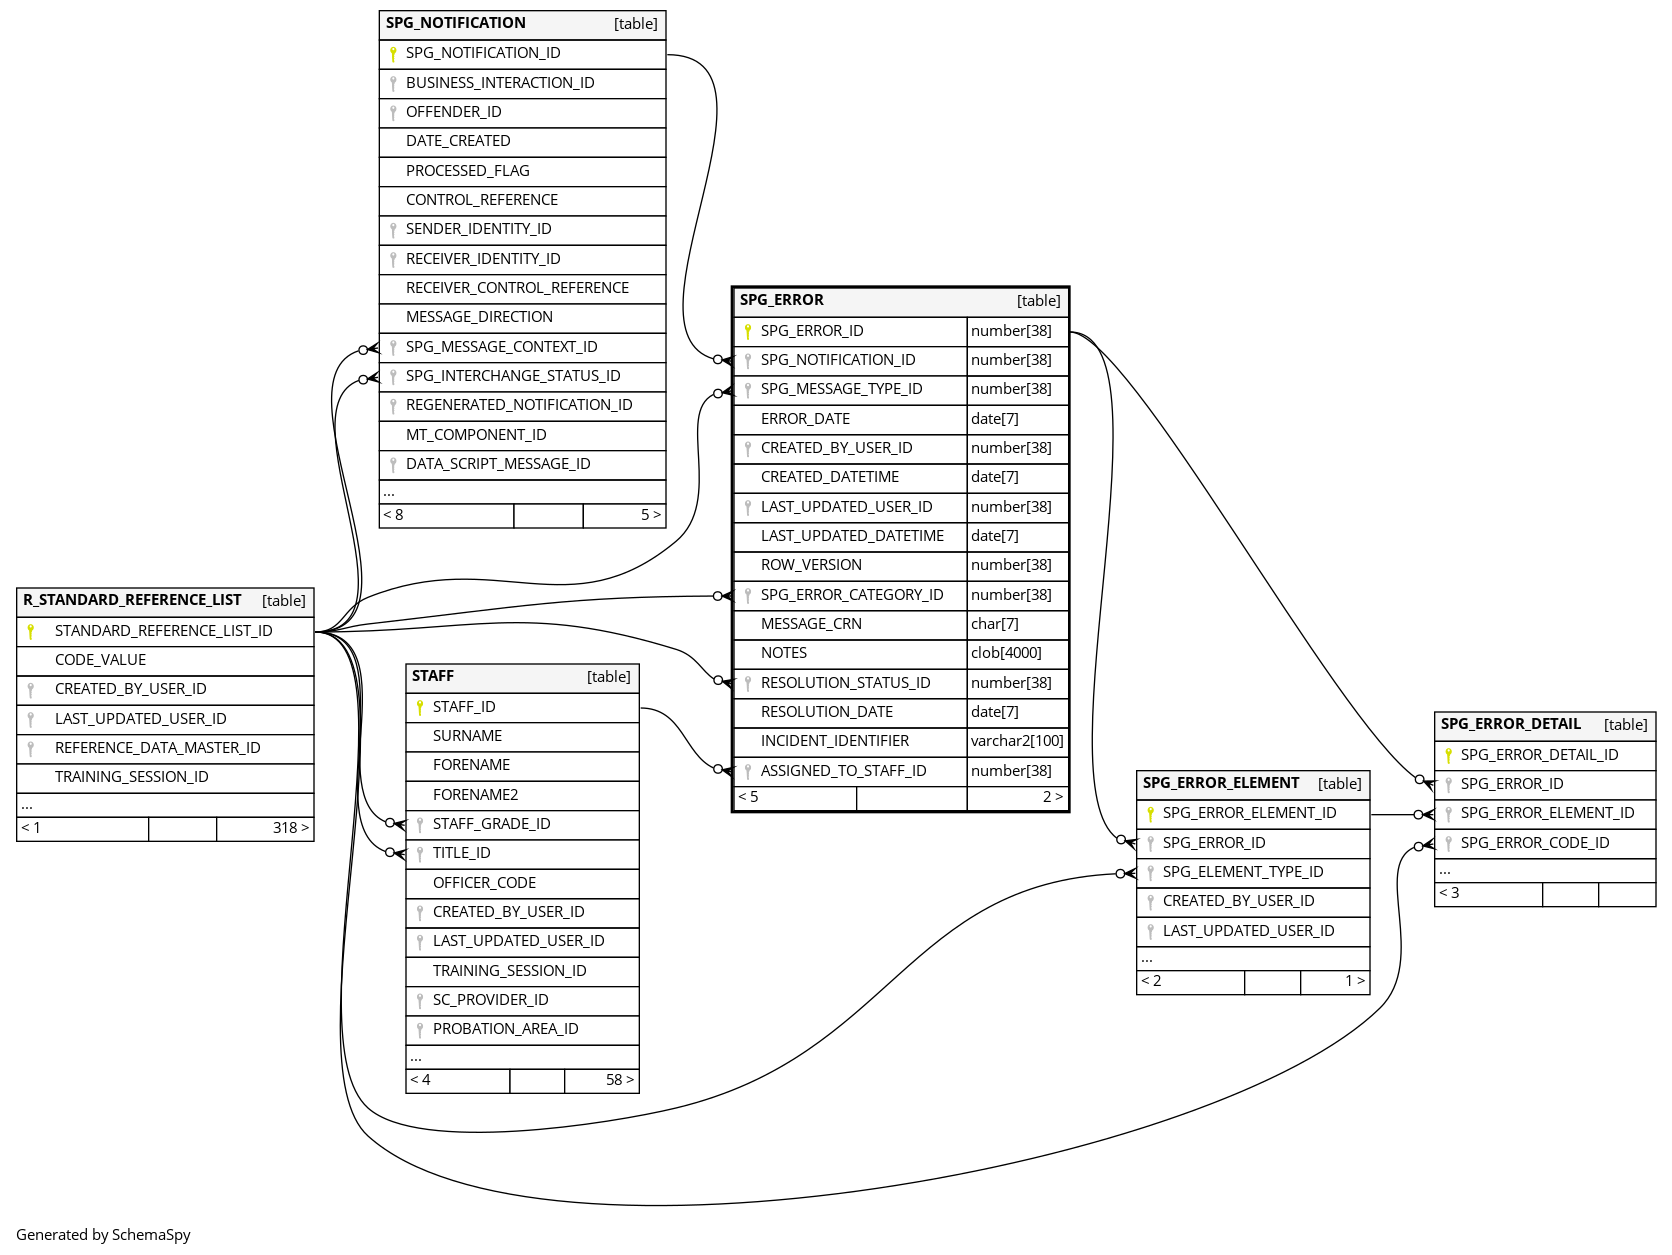 SPG_NOTIFICATION [table]
SPG_NOTIFICATION_ID
BUSINESS_INTERACTION_ID
OFFENDER_ID
DATE_CREATED
PROCESSED_FLAG
CONTROL_REFERENCE
SENDER_IDENTITY_ID
RECEIVER_IDENTITY_ID
RECEIVER_CONTROL_REFERENCE
MESSAGE_DIRECTION
SPG_MESSAGE_CONTEXT_ID
SPG_INTERCHANGE_STATUS_ID
REGENERATED_NOTIFICATION_ID
MT_COMPONENT_ID
DATA_SCRIPT_MESSAGE_ID
...
< 8 5 >
SPG_ERROR [table]
SPG_ERROR_ID number[38]
SPG_NOTIFICATION_ID number[38]
SPG_MESSAGE_TYPE_ID number[38]
ERROR_DATE date[7]
CREATED_BY_USER_ID number[38]
CREATED_DATETIME date[7]
LAST_UPDATED_USER_ID number[38]
LAST_UPDATED_DATETIME date[7]
ROW_VERSION number[38]
SPG_ERROR_CATEGORY_ID number[38]
MESSAGE_CRN char[7]
NOTES clob[4000]
RESOLUTION_STATUS_ID number[38]
RESOLUTION_DATE date[7]
INCIDENT_IDENTIFIER varchar2[100]
ASSIGNED_TO_STAFF_ID number[38]
< 5 2 >
R_STANDARD_REFERENCE_LIST [table]
STANDARD_REFERENCE_LIST_ID
CODE_VALUE
CREATED_BY_USER_ID
LAST_UPDATED_USER_ID
REFERENCE_DATA_MASTER_ID
TRAINING_SESSION_ID
...
< 1 318 >
STAFF [table]
STAFF_ID
SURNAME
FORENAME
FORENAME2
STAFF_GRADE_ID
TITLE_ID
OFFICER_CODE
CREATED_BY_USER_ID
LAST_UPDATED_USER_ID
TRAINING_SESSION_ID
SC_PROVIDER_ID
PROBATION_AREA_ID
...
< 4 58 >
SPG_ERROR_ELEMENT [table]
SPG_ERROR_ELEMENT_ID
SPG_ERROR_ID
SPG_ELEMENT_TYPE_ID
CREATED_BY_USER_ID
LAST_UPDATED_USER_ID
...
< 2 1 >
SPG_ERROR_DETAIL [table]
SPG_ERROR_DETAIL_ID
SPG_ERROR_ID
SPG_ERROR_ELEMENT_ID
SPG_ERROR_CODE_ID
...
< 3
Generated by SchemaSpy